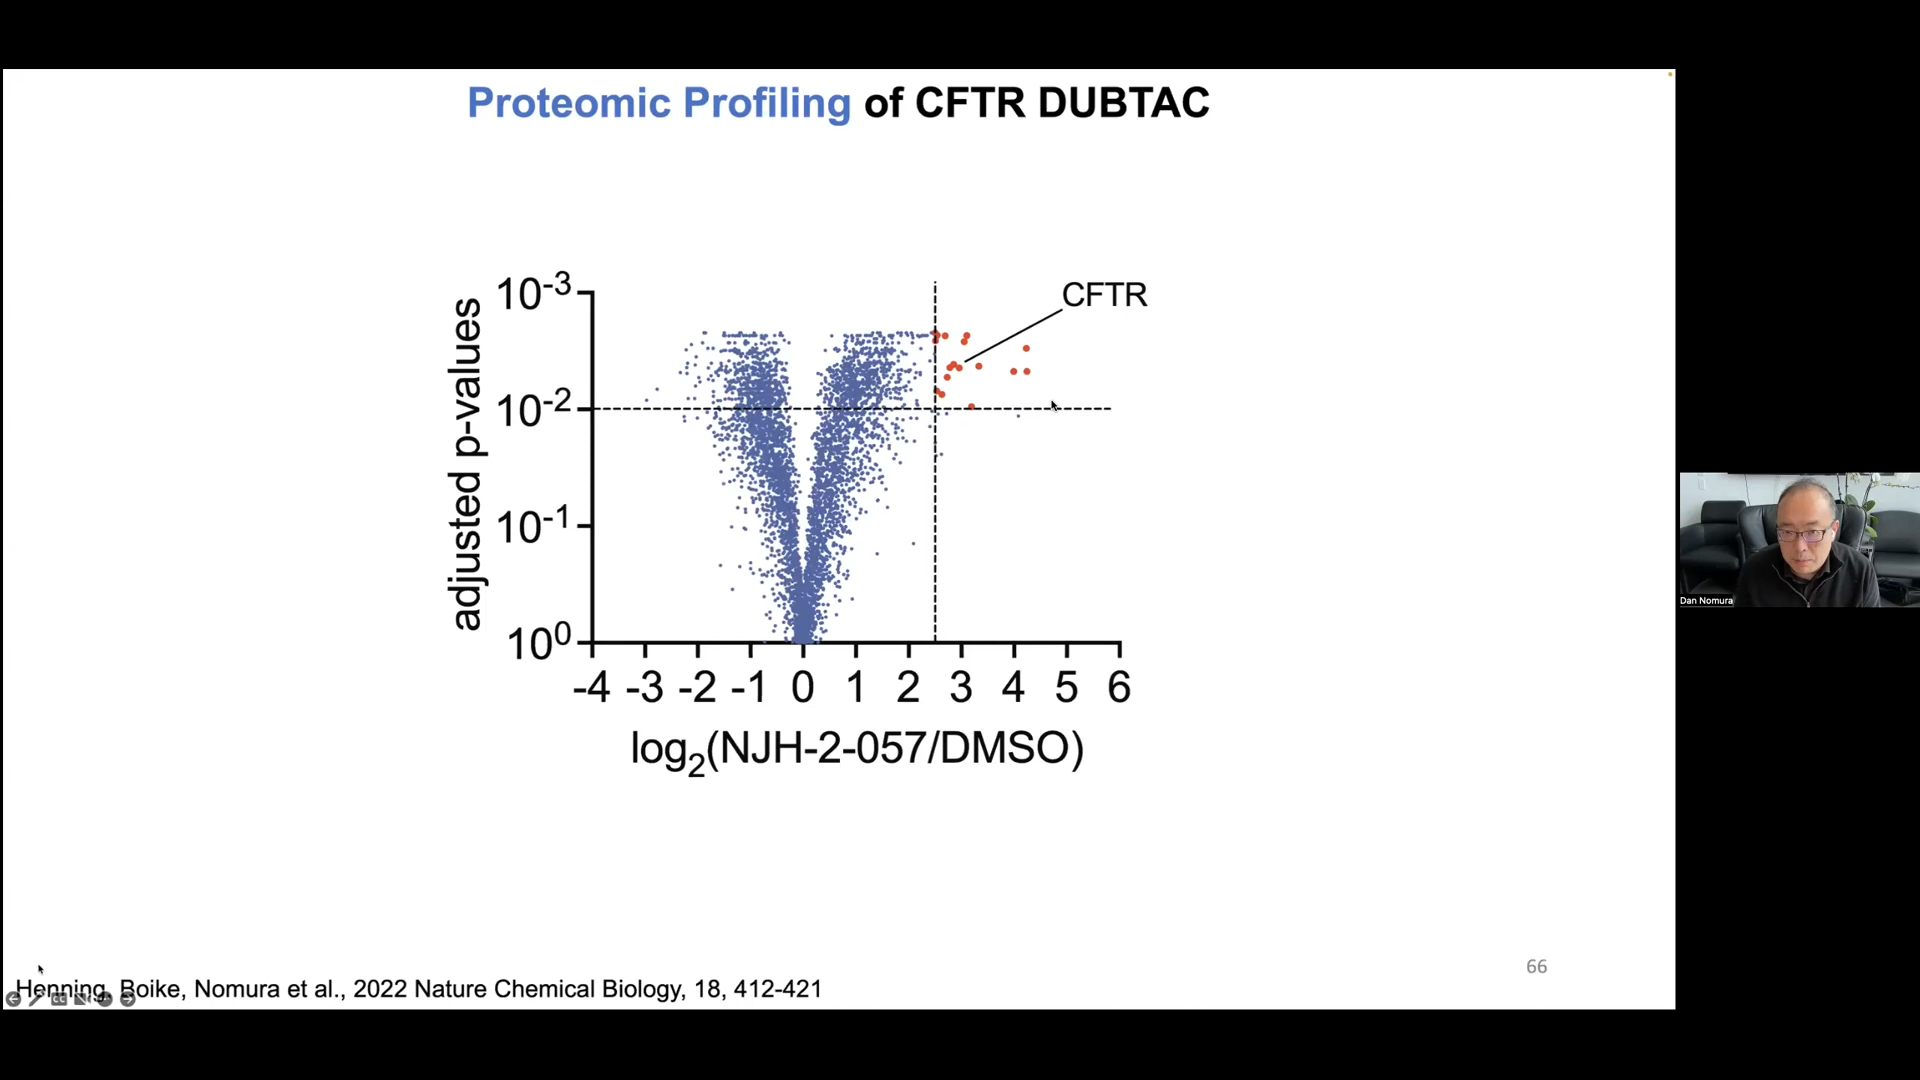 Proteomic Profiling of CFTR DUBTAC
CFTR
adjusted p-values
10-3
10-2
10-1
100
-4 -3 -2 -1 0 1 2 3 4 5 6
log2(NJH-2-057/DMSO)
Dan Nomura
66
Henning, Boike, Nomura et al., 2022 Nature Chemical Biology, 18, 412-421